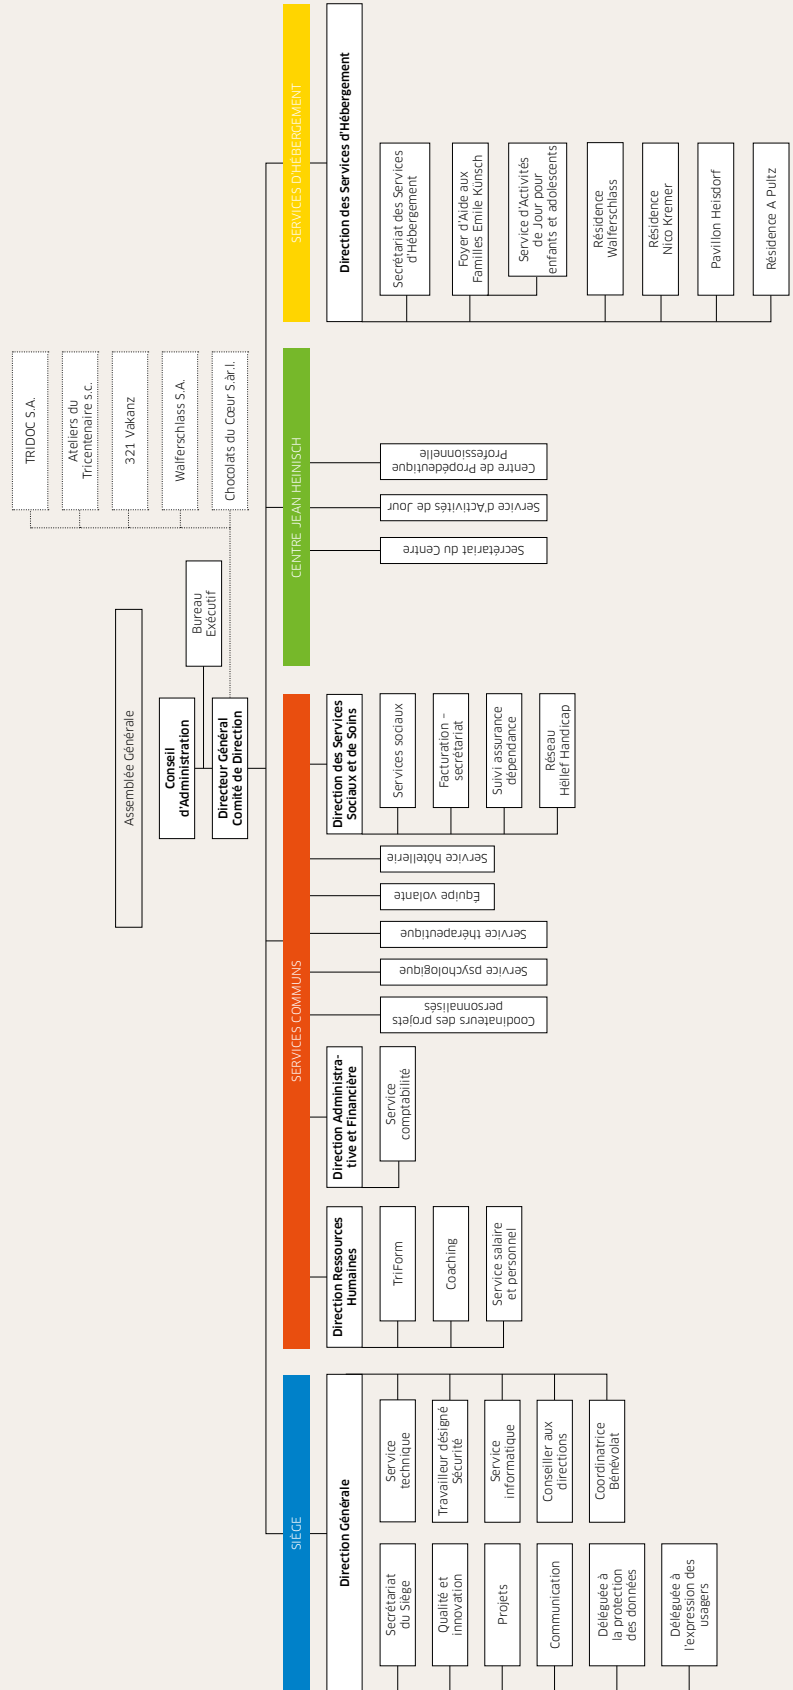 Assemblée Générale
Conseil
d'Administration
Bureau
Exécutif
Directeur Général
Comité de Direction
TRIDOC S.A.
Ateliers du
Tricentenaire s.c.
321 Vakanz
Walferschlass S.A.
Chocolats du Cœur S.àr.l.
SIÈGE
Direction Générale
Secrétariat
du Siège
Qualité et
innovation
Projets
Communication
Déléguée à
la protection
des données
Déléguée à
l'expression des
usagers
Service
technique
Travailleur désigné
Sécurité
Service
informatique
Conseiller aux
directions
Coordinatrice
Bénévolat
SERVICES COMMUNS
Direction Ressources
Humaines
TriForm
Coaching
Service salaire
et personnel
Direction Administra-
tive et Financière
Service
comptabilité
Coodinateurs des projets
personnalisés
Service psychologique
Service thérapeutique
Équipe volante
Service hôtellerie
Direction des Services
Sociaux et de Soins
Services sociaux
Facturation –
secrétariat
Suivi assurance
dépendance
Réseau
Hëllef Handicap
CENTRE JEAN HEINISCH
Secrétariat du Centre
Service d'Activités de Jour
Centre de Propédeutique
Professionnelle
SERVICES D'HÉBERGEMENT
Direction des Services d'Hébergement
Secrétariat des Services
d'Hébergement
Foyer d'Aide aux
Familles Emile Künsch
Service d'Activités
de Jour pour
enfants et adolescents
Résidence
Walferschlass
Résidence
Nico Kremer
Pavillon Heisdorf
Résidence A Pultz